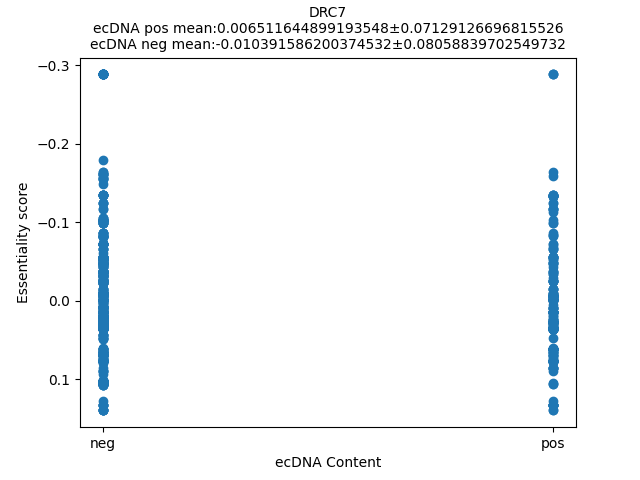 DRC7
ecDNA pos mean:0.006511644899193548±0.07129126696815526
ecDNA neg mean:-0.010391586200374532±0.08058839702549732
−0.3
−0.2
−0.1
0.0
0.1
Essentiality score
neg
pos
ecDNA Content